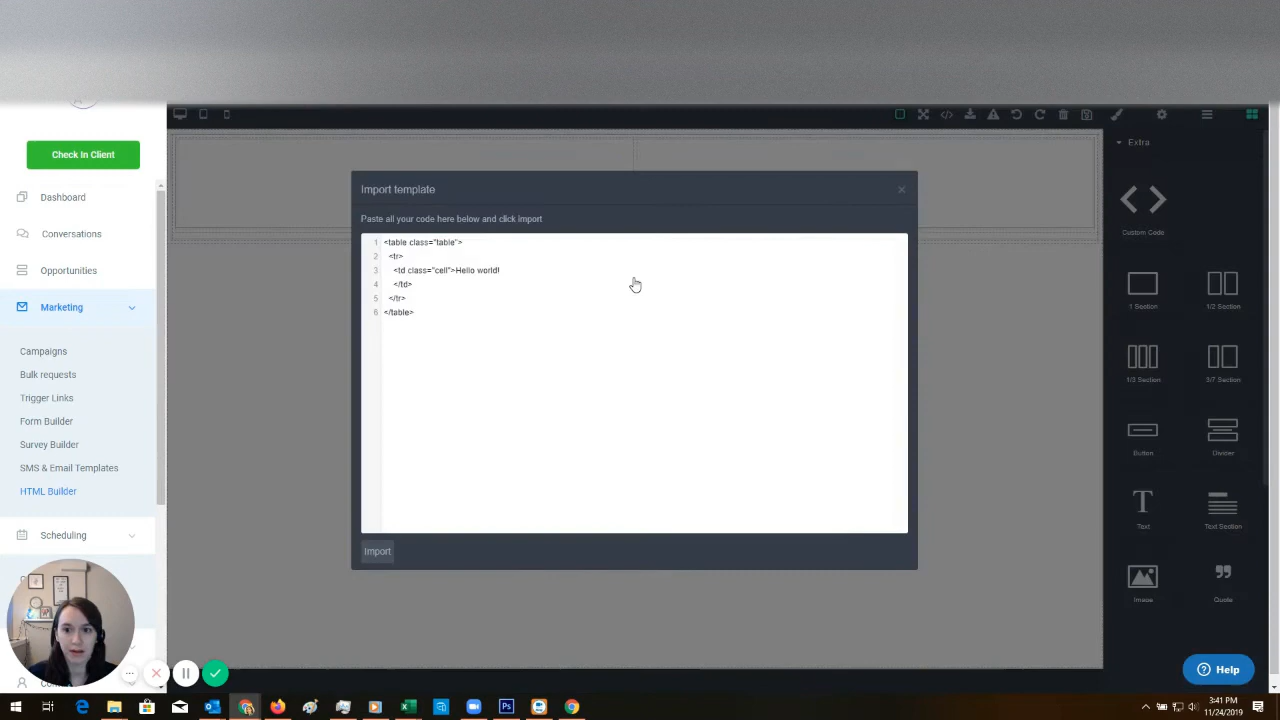 Check In Client
Dashboard
Conversations
Opportunities
Marketing
Campaigns
Bulk requests
Trigger Links
Form Builder
Survey Builder
SMS & Email Templates
HTML Builder
Scheduling
Import template
Paste all your code here below and click import
1 <table class="table">
2 <tr>
3 <td class="cell">Hello world!
4 </td>
5 </tr>
6 </table>
Import
Extra
Custom Code
1 Section
1/2 Section
1/3 Section
3/7 Section
Button
Divider
Text
Text Section
Image
Quote
Help
3:41 PM
11/24/2019